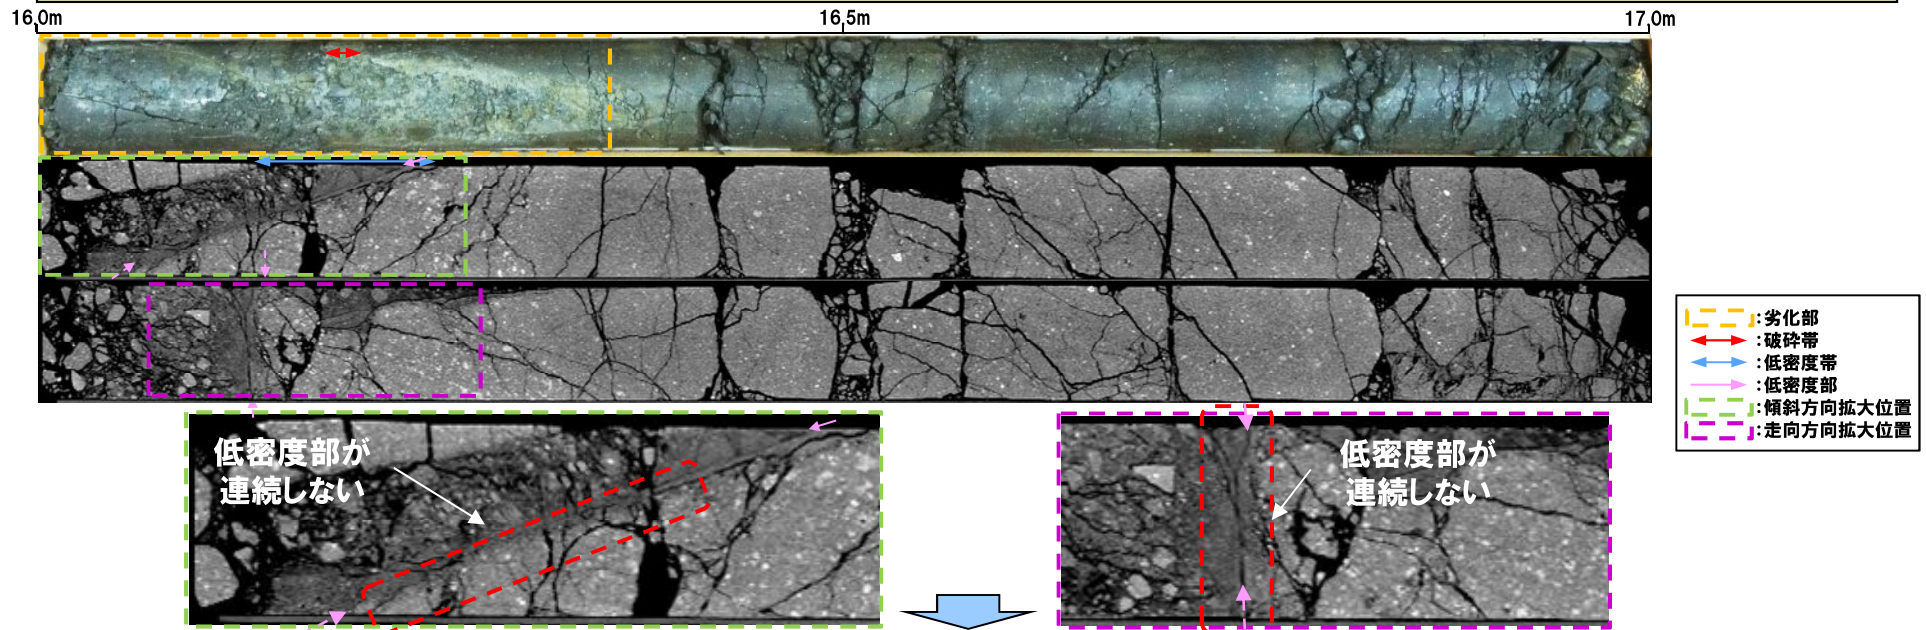 16.0m
16.5m
17.0m
:劣化部
:破砕帯
:低密度帯
:低密度部
:傾斜方向拡大位置
:走向方向拡大位置
低密度部が
連続しない
低密度部が
連続しない